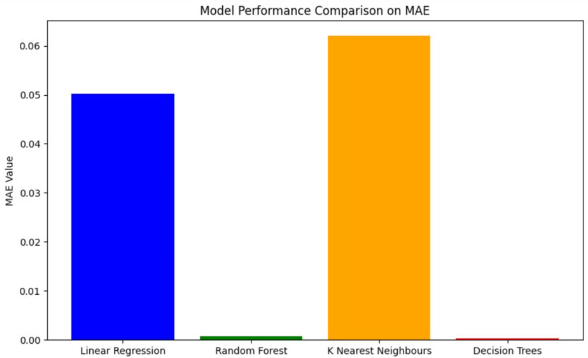 Model Performance Comparison on MAE
MAE Value
0.06
0.05
0.04
0.03
0.02
0.01
0.00
Linear Regression
Random Forest
K Nearest Neighbours
Decision Trees